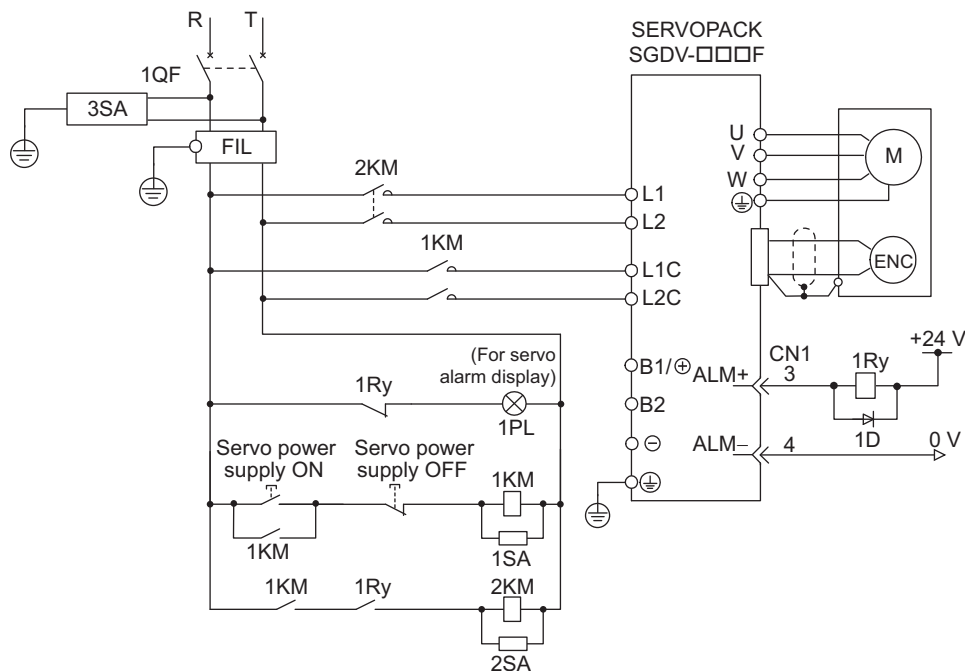 R T
SERVOPACK
SGDV-□□□F
1QF
3SA
FIL
2KM
L1
L2
1KM
L1C
L2C
U
V
W
M
ENC
(For servo
alarm display)
1Ry
1PL
B1/⊕
B2
⊖
ALM+
CN1
3
1Ry
+24 V
1D
ALM−
4
0 V
Servo power
supply ON
Servo power
supply OFF
1KM
1KM
1SA
1KM
1Ry
2KM
2SA